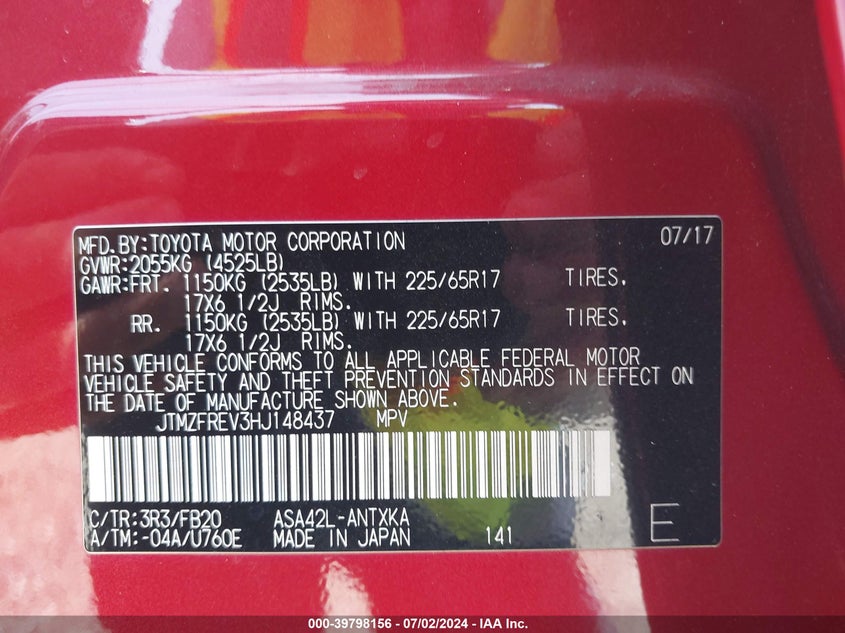 MFD.BY:TOYOTA MOTOR CORPORATION 07/17
GVWR:2055KG (4525LB)
GAWR:FRT. 1150KG (2535LB) WITH 225/65R17 TIRES.
17X6 1/2J RIMS.
RR. 1150KG (2535LB) WITH 225/65R17 TIRES.
17X6 1/2J RIMS.
THIS VEHICLE CONFORMS TO ALL APPLICABLE FEDERAL MOTOR
VEHICLE SAFETY AND THEFT PREVENTION STANDARDS IN EFFECT ON
THE DATE OF MANUFACTURE SHOWN ABOVE.
JTMZFREV3HJ148437 MPV
C/TR:3R3/FB20 ASA42L-ANTXKA
A/TM:-04A/U760E MADE IN JAPAN 141 E
000-39798156 - 07/02/2024 - IAA Inc.